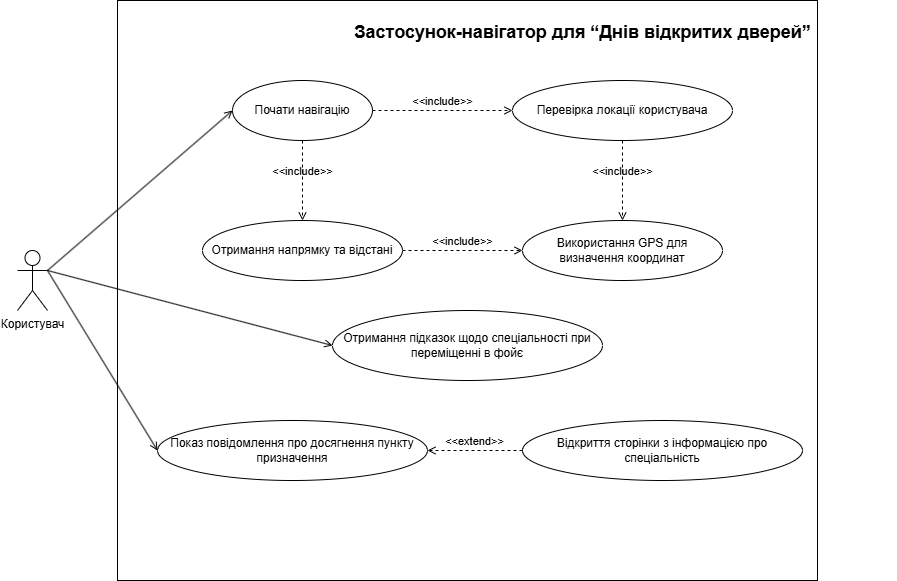 Застосунок-навігатор для “Днів відкритих дверей”
Почати навігацію
<<include>>
Перевірка локації користувача
<<include>>
<<include>>
Отримання напрямку та відстані
<<include>>
Використання GPS для
визначення координат
Користувач
Отримання підказок щодо спеціальності при
переміщенні в фойє
Показ повідомлення про досягнення пункту
призначення
<<extend>>
Відкриття сторінки з інформацією про
спеціальність